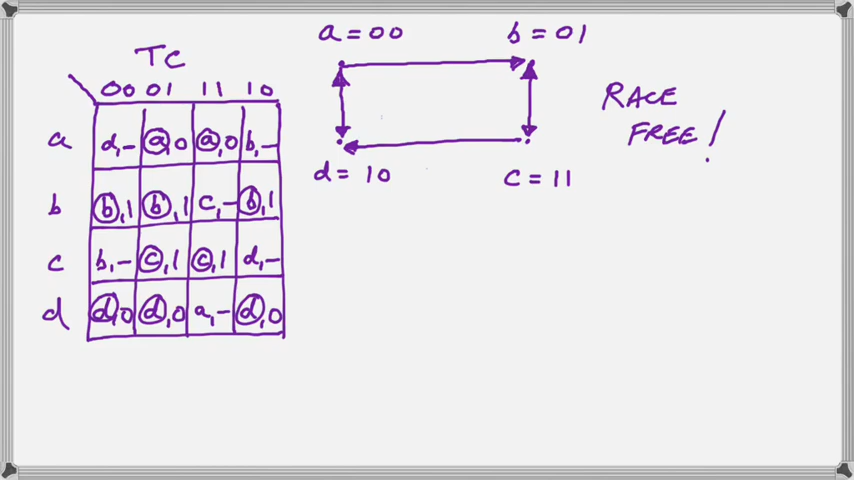 a = 00 b = 01
TC
00 01 11 10
a d,- ⓐ,0 ⓐ,0 b,-
b ⓑ,1 ⓑ,1 c,- ⓑ,1
c b,- ⓒ,1 ⓒ,1 d,-
d ⓓ,0 ⓓ,0 a,- ⓓ,0
d = 10 c = 11
RACE
FREE!